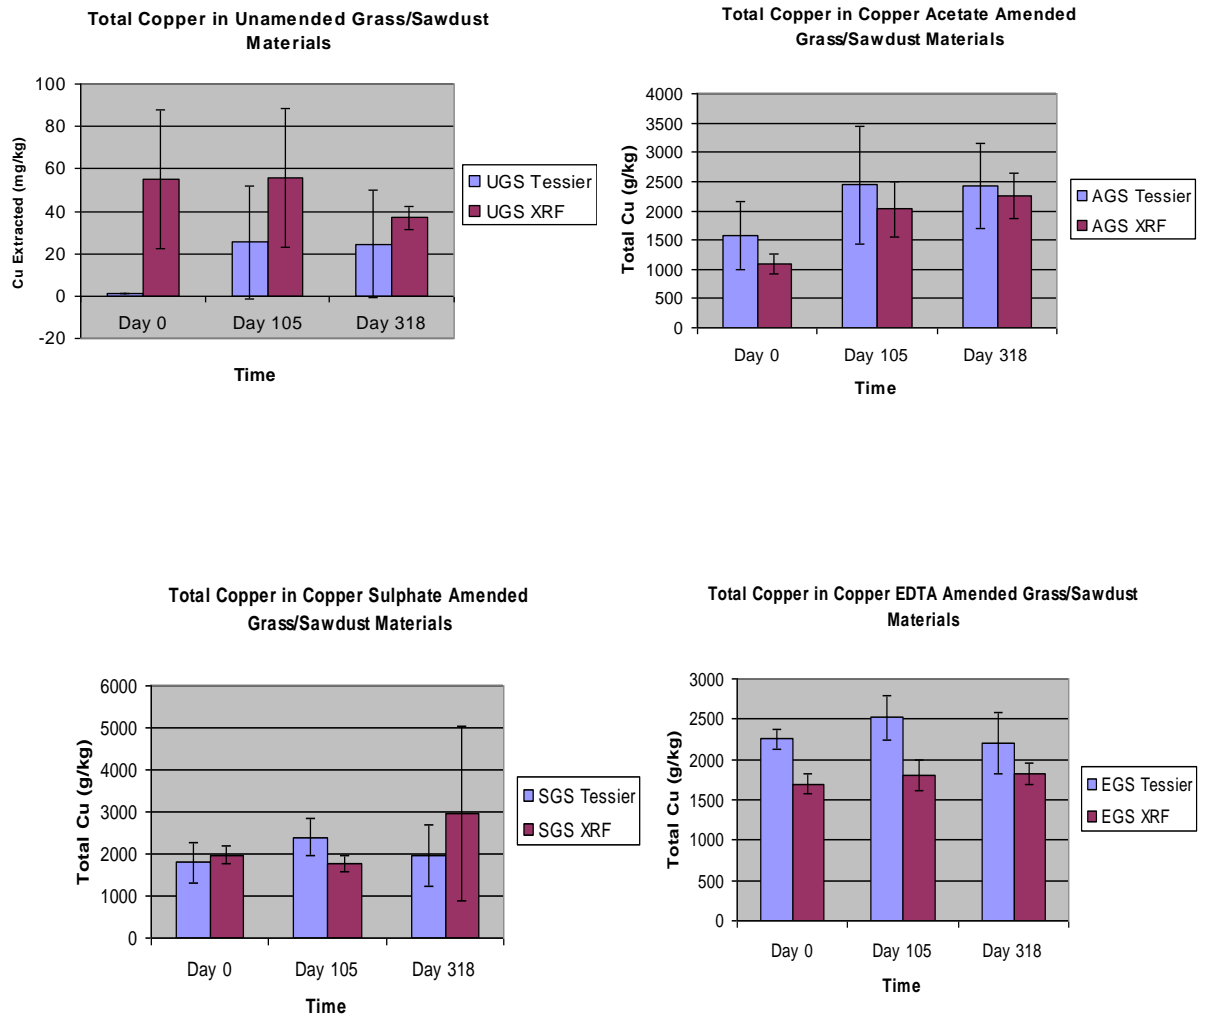 Total Copper in Unamended Grass/Sawdust
Materials
100
80
60
40
20
0
-20
Cu Extracted (mg/kg)
Day 0
Day 105
Day 318
Time
UGS Tessier
UGS XRF
Total Copper in Copper Acetate Amended
Grass/Sawdust Materials
4000
3500
3000
2500
2000
1500
1000
500
0
Total Cu (g/kg)
Day 0
Day 105
Day 318
Time
AGS Tessier
AGS XRF
Total Copper in Copper Sulphate Amended
Grass/Sawdust Materials
6000
5000
4000
3000
2000
1000
0
Total Cu (g/kg)
Day 0
Day 105
Day 318
Time
SGS Tessier
SGS XRF
Total Copper in Copper EDTA Amended Grass/Sawdust
Materials
3000
2500
2000
1500
1000
500
0
Total Cu (g/kg)
Day 0
Day 105
Day 318
Time
EGS Tessier
EGS XRF